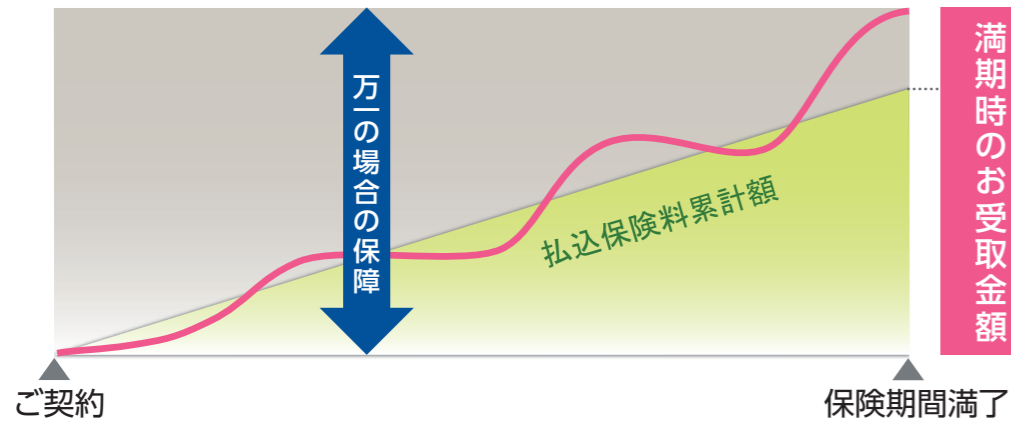 万一の場合の保障
払込保険料累計額
満期時のお受取金額
ご契約
保険期間満了